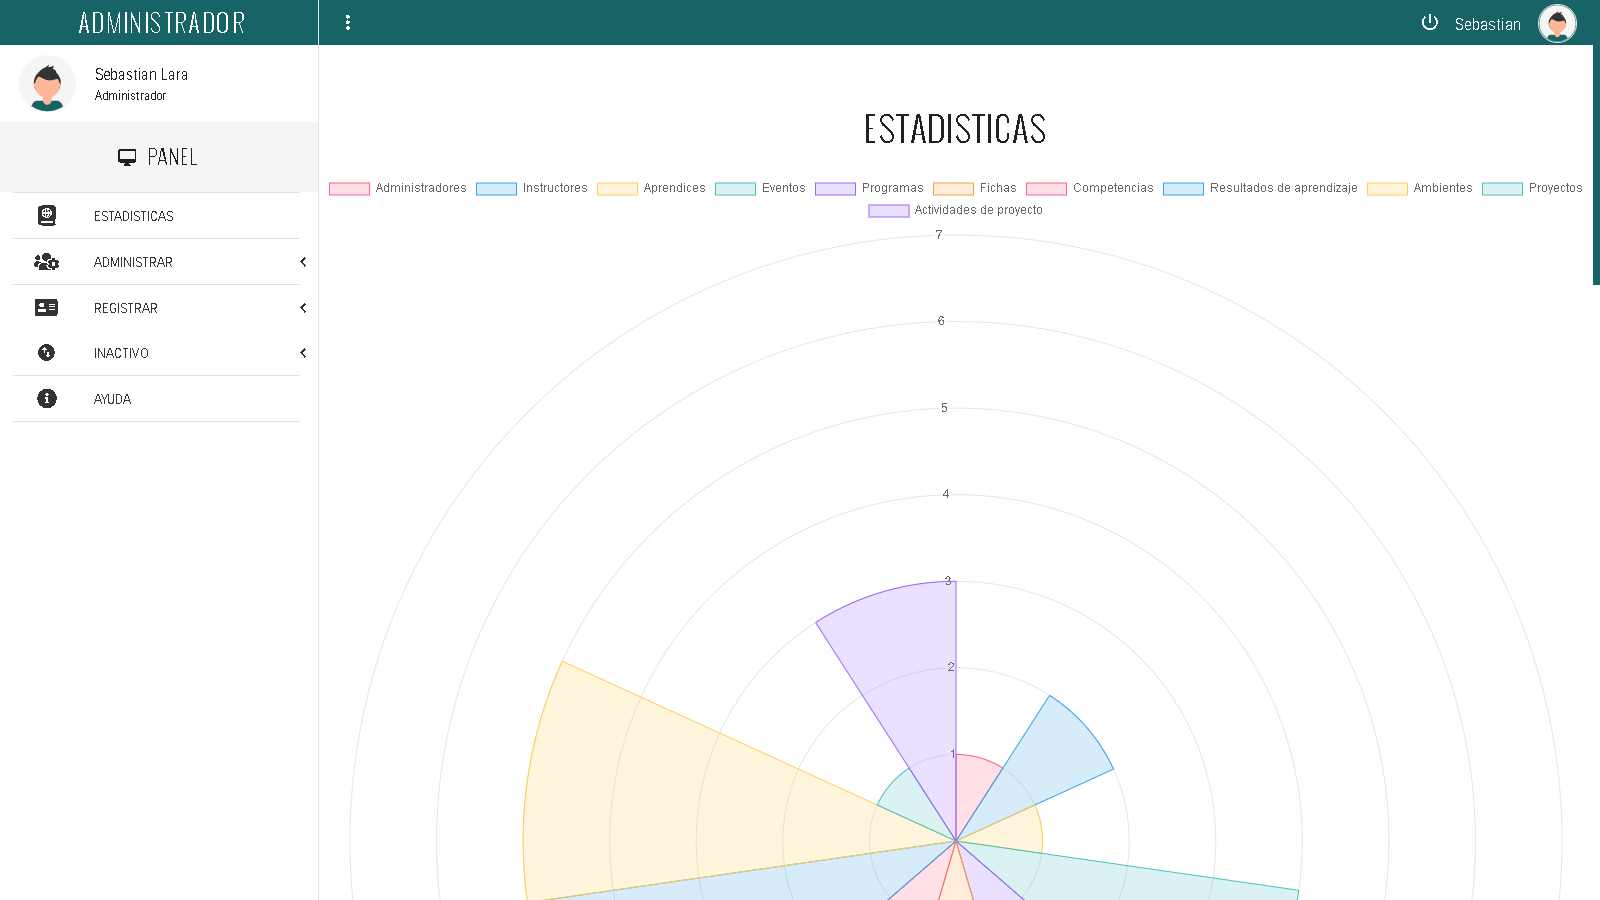 ADMINISTRADOR
Sebastian
Sebastian Lara
Administrador
PANEL
ESTADISTICAS
ADMINISTRAR
REGISTRAR
INACTIVO
AYUDA
ESTADISTICAS
Administradores Instructores Aprendices Eventos Programas Fichas Competencias Resultados de aprendizaje Ambientes Proyectos
Actividades de proyecto
7
6
5
4
3
2
1